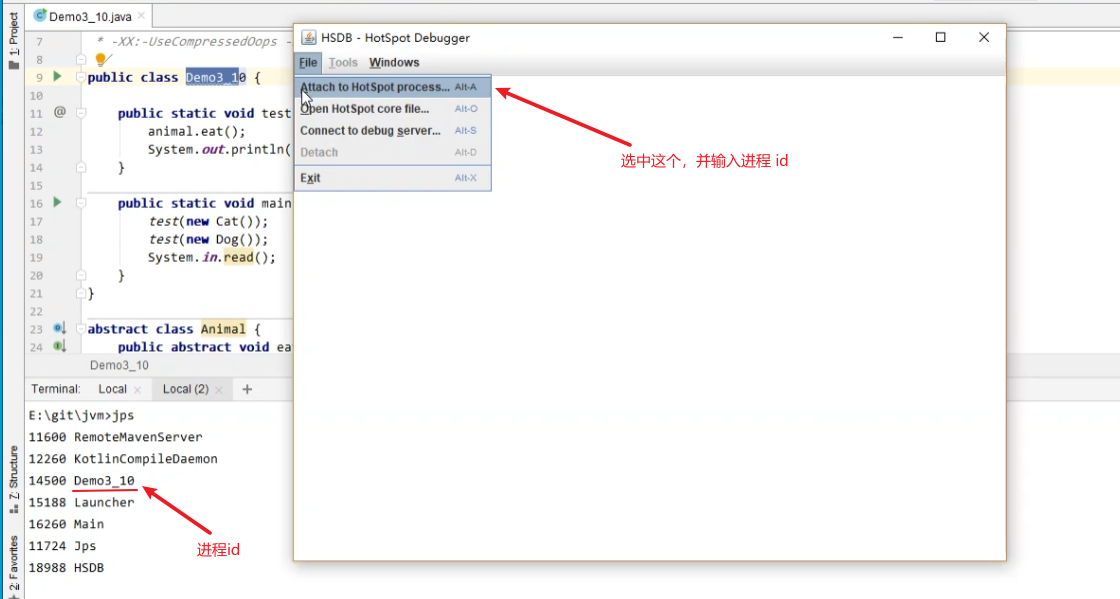 1: Project
Demo3_10.java
7 * -XX:-UseCompressedOops -
8
9 public class Demo3_10 {
10
11 public static void test
12 animal.eat();
13 System.out.println(
14 }
15
16 public static void main
17 test(new Cat());
18 test(new Dog());
19 System.in.read();
20 }
21 }
22
23 abstract class Animal {
24 public abstract void ea
Demo3_10
HSDB - HotSpot Debugger
File Tools Windows
Attach to HotSpot process... Alt-A
Open HotSpot core file... Alt-O
Connect to debug server... Alt-S
Detach Alt-D
Exit Alt-X
选中这个，并输入进程 id
Terminal: Local Local (2) +
E:\git\jvm>jps
11600 RemoteMavenServer
12260 KotlinCompileDaemon
14500 Demo3_10
15188 Launcher
16260 Main
11724 Jps
18988 HSDB
进程id
Z: Structure
2: Favorites